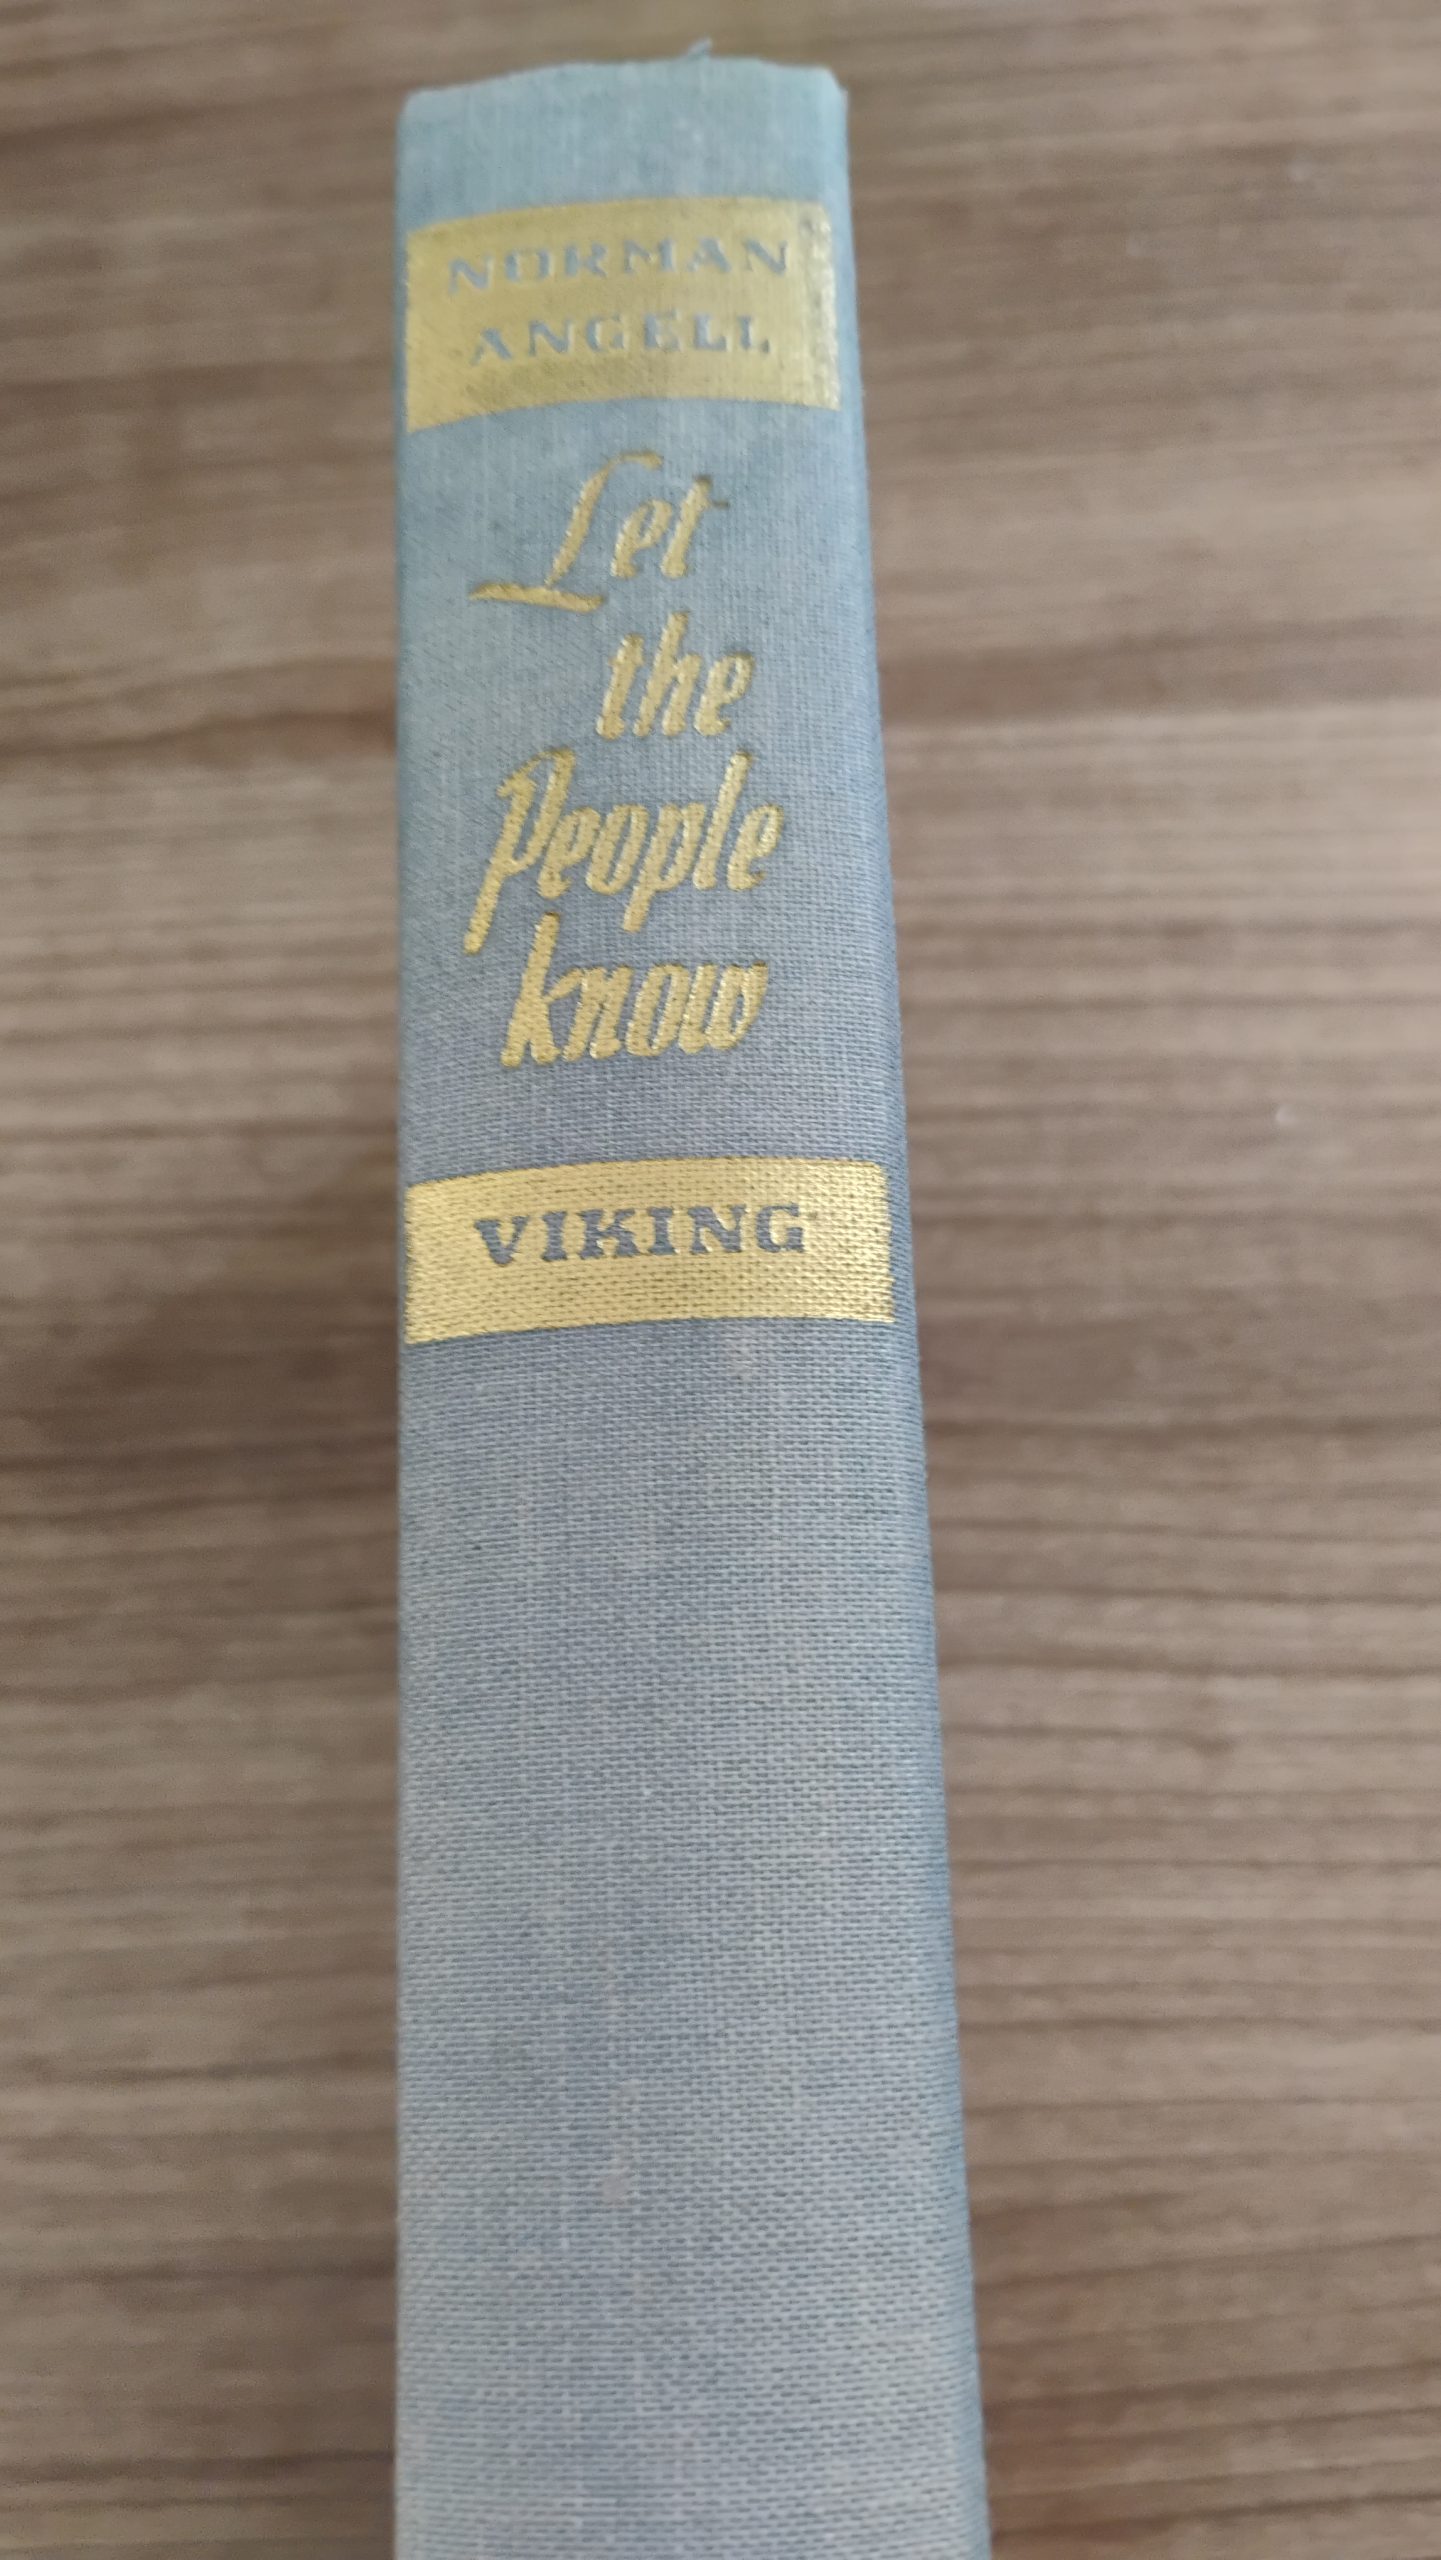 NORMAN
ANGELL
Let
the
People
know
VIKING